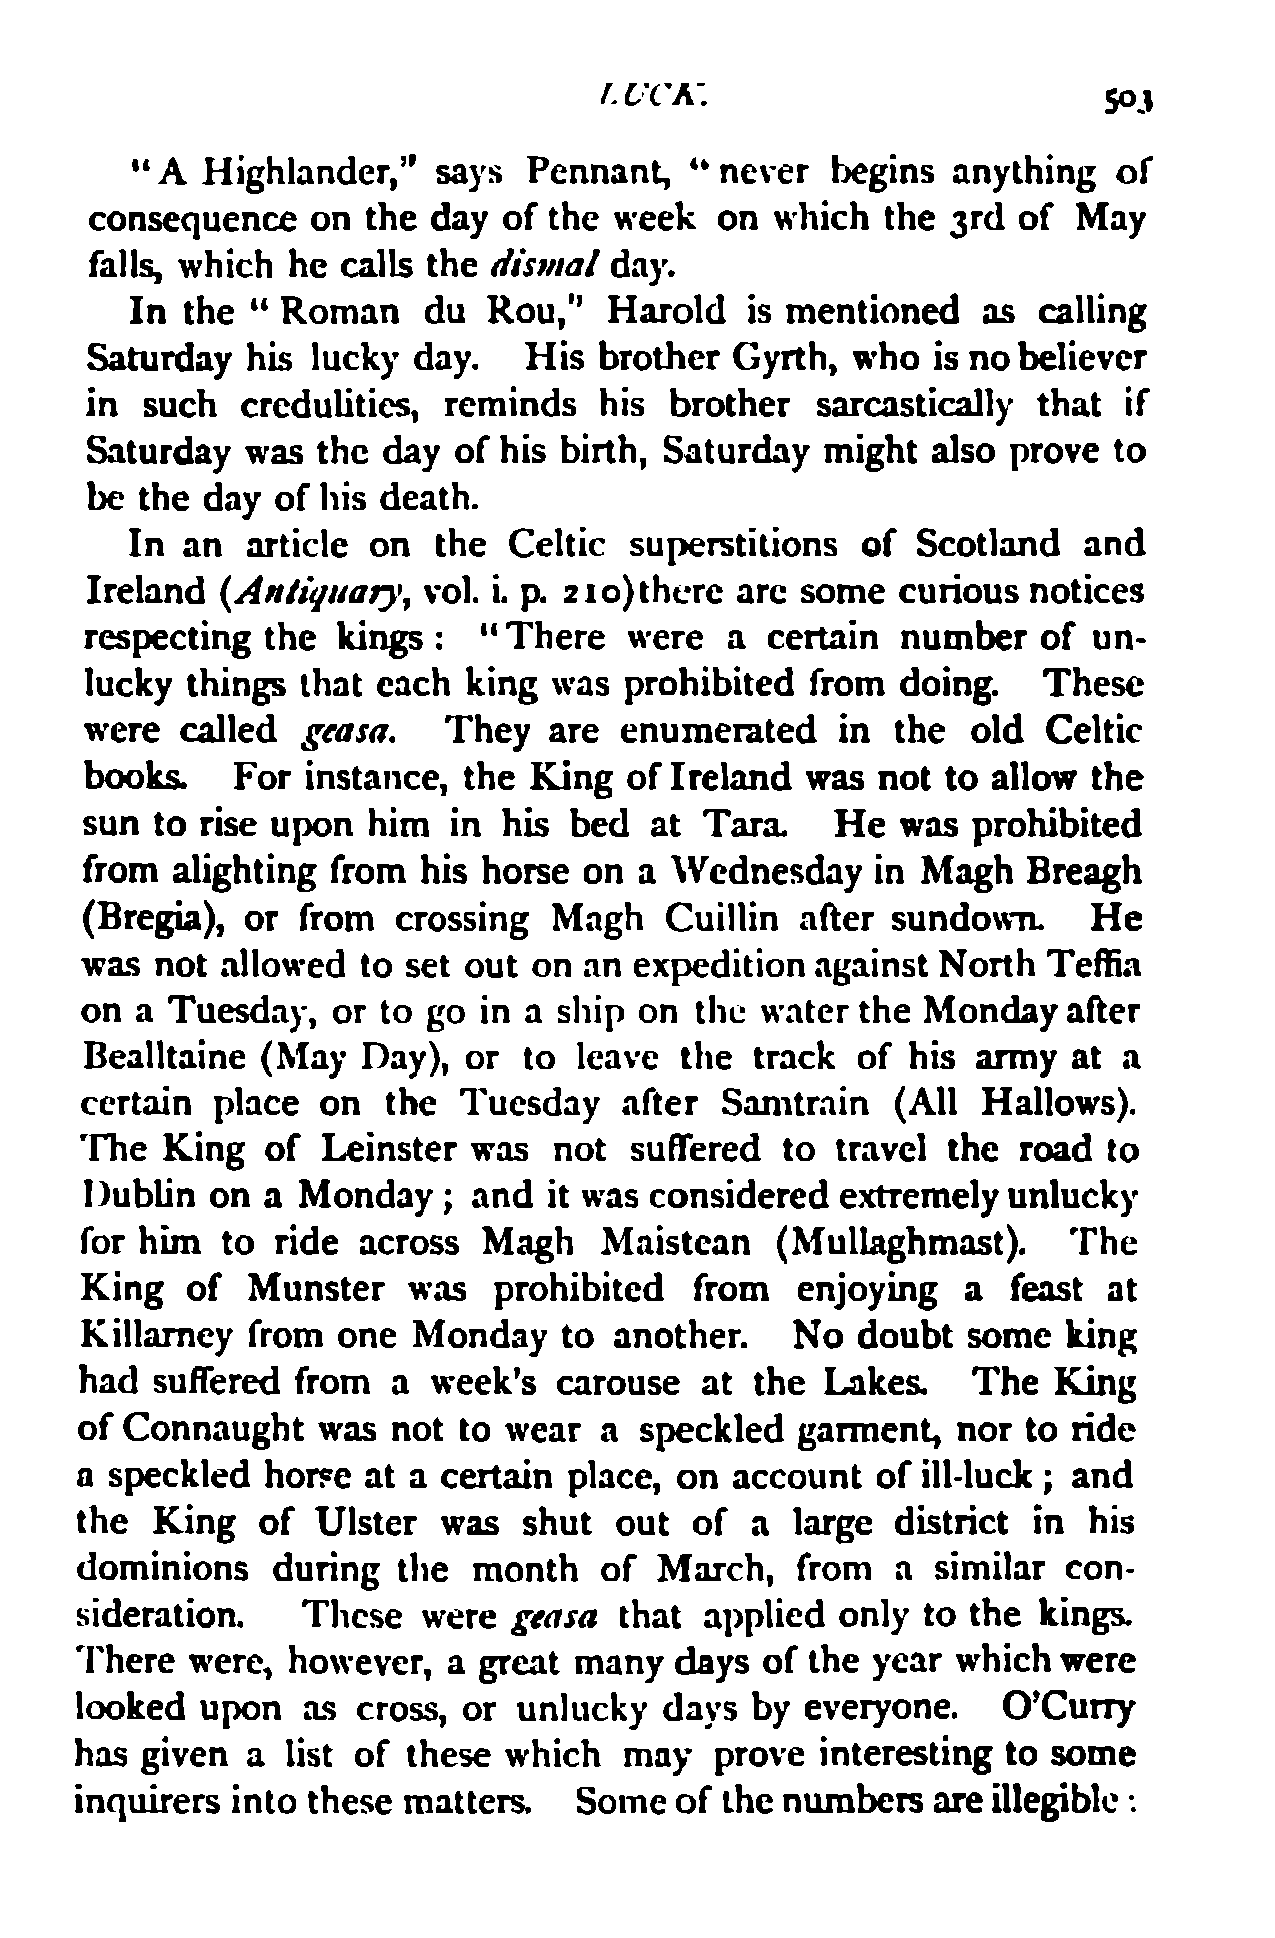 LUCK. 503
"A Highlander," says Pennant, "never begins anything of
consequence on the day of the week on which the 3rd of May
falls, which he calls the dismal day.
In the "Roman du Rou," Harold is mentioned as calling
Saturday his lucky day. His brother Gyrth, who is no believer
in such credulities, reminds his brother sarcastically that if
Saturday was the day of his birth, Saturday might also prove to
be the day of his death.
In an article on the Celtic superstitions of Scotland and
Ireland (Antiquary, vol. i. p. 210) there are some curious notices
respecting the kings : "There were a certain number of un-
lucky things that each king was prohibited from doing. These
were called geasa. They are enumerated in the old Celtic
books. For instance, the King of Ireland was not to allow the
sun to rise upon him in his bed at Tara. He was prohibited
from alighting from his horse on a Wednesday in Magh Breagh
(Bregia), or from crossing Magh Cuillin after sundown. He
was not allowed to set out on an expedition against North Teffia
on a Tuesday, or to go in a ship on the water the Monday after
Bealltaine (May Day), or to leave the track of his army at a
certain place on the Tuesday after Samtrain (All Hallows).
The King of Leinster was not suffered to travel the road to
Dublin on a Monday ; and it was considered extremely unlucky
for him to ride across Magh Maistean (Mullaghmast). The
King of Munster was prohibited from enjoying a feast at
Killarney from one Monday to another. No doubt some king
had suffered from a week's carouse at the Lakes. The King
of Connaught was not to wear a speckled garment, nor to ride
a speckled horse at a certain place, on account of ill-luck ; and
the King of Ulster was shut out of a large district in his
dominions during the month of March, from a similar con-
sideration. These were geasa that applied only to the kings.
There were, however, a great many days of the year which were
looked upon as cross, or unlucky days by everyone. O'Curry
has given a list of these which may prove interesting to some
inquirers into these matters. Some of the numbers are illegible :